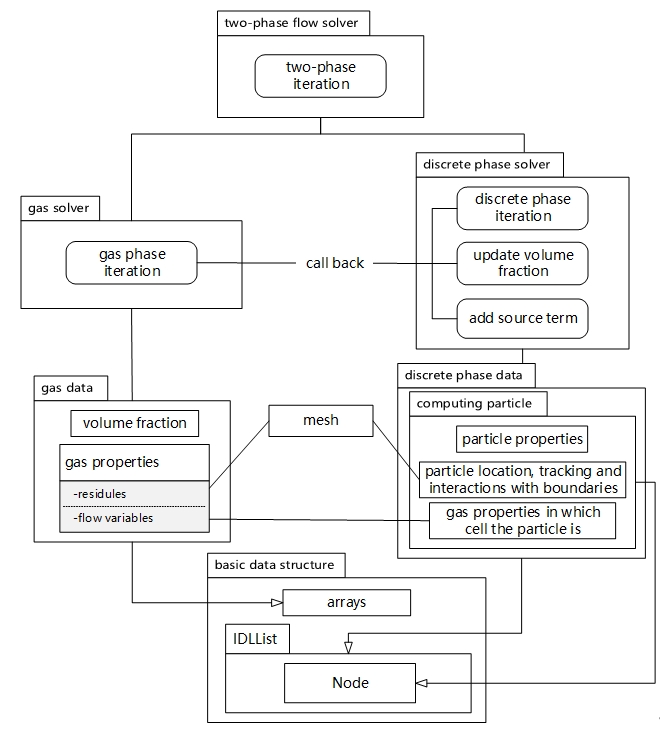 two-phase flow solver
two-phase
iteration
discrete phase solver
discrete phase
iteration
update volume
fraction
add source term
gas solver
gas phase
iteration
call back
gas data
volume fraction
gas properties
-residules
-flow variables
mesh
discrete phase data
computing particle
particle properties
particle location, tracking and
interactions with boundaries
gas properties in which
cell the particle is
basic data structure
arrays
IDLList
Node